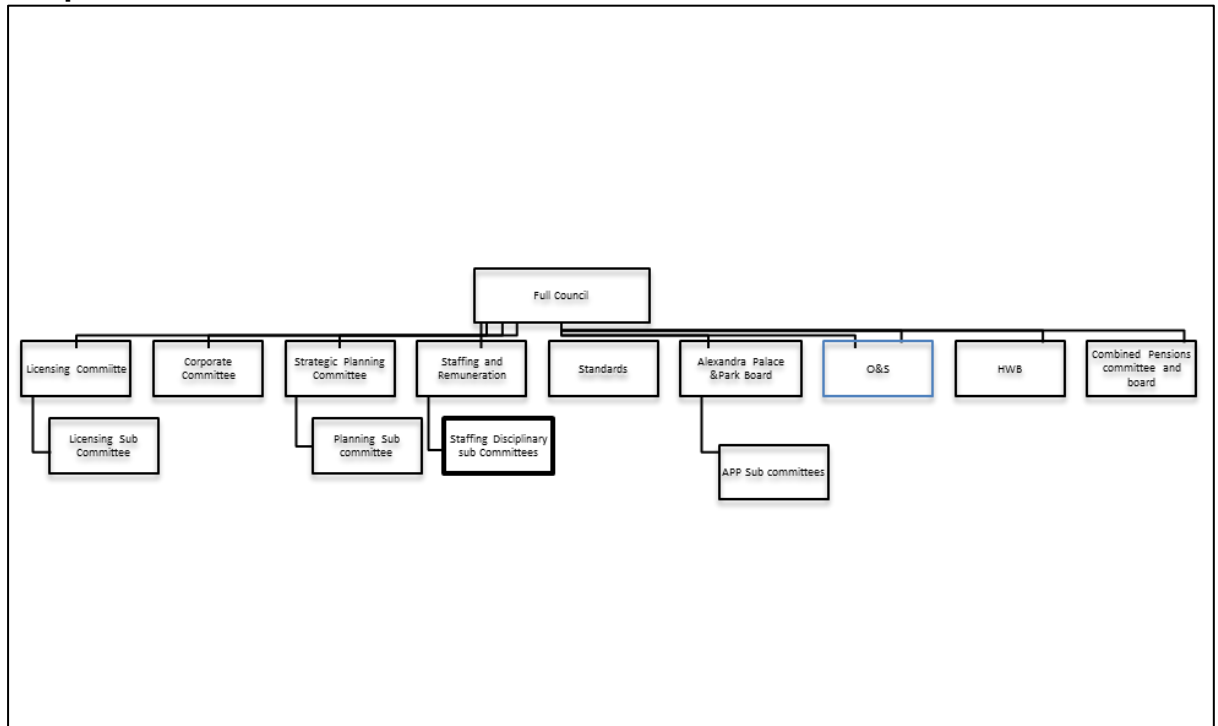 Full Council
Licensing Commiitte
Corporate
Committee
Strategic Planning
Committee
Staffing and
Remuneration
Standards
Alexandra Palace
&Park Board
O&S
HWB
Combined Pensions
committee and
board
Licensing Sub
Committee
Planning Sub
committee
Staffing Disciplinary
sub Committees
APP Sub committees